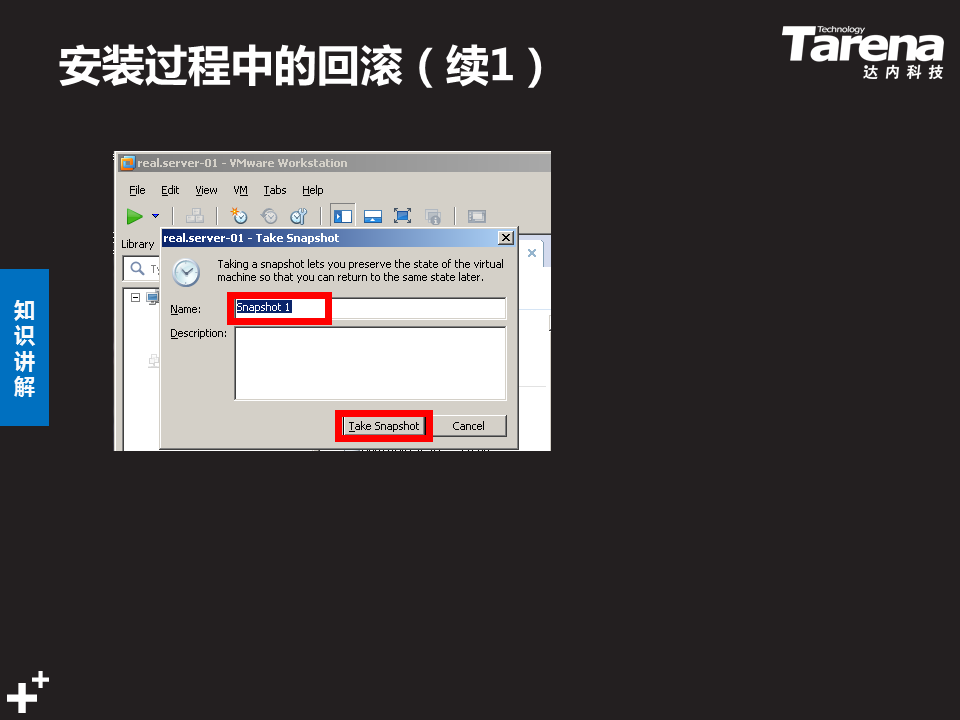 安装过程中的回滚（续1）
Technology
Tarena
达内科技
real.server-01 - VMware Workstation
File Edit View VM Tabs Help
Library
real.server-01 - Take Snapshot
Taking a snapshot lets you preserve the state of the virtual
machine so that you can return to the same state later.
Name: Snapshot 1
Description:
Take Snapshot Cancel
知识讲解